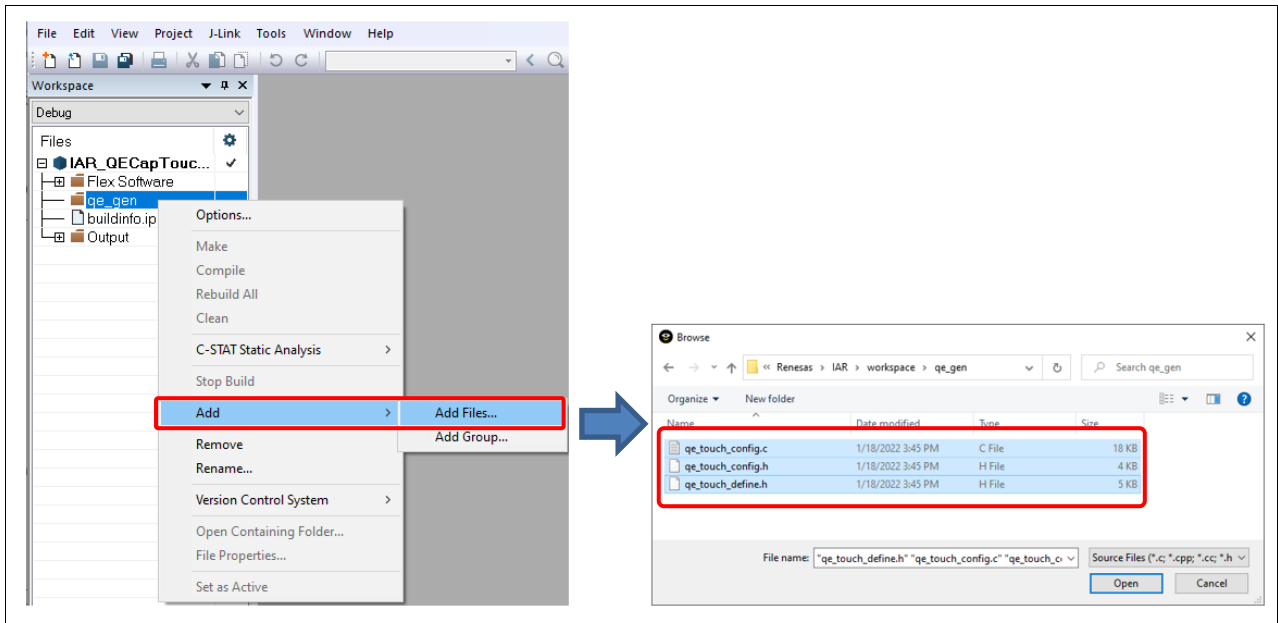 File Edit View Project J-Link Tools Window Help
Workspace
Debug
Files
IAR_QECapTouc...
Flex Software
qe_gen
buildinfo.ip
Output
Options...
Make
Compile
Rebuild All
Clean
C-STAT Static Analysis
Stop Build
Add
Remove
Rename...
Version Control System
Open Containing Folder...
File Properties...
Set as Active
Add Files...
Add Group...
Browse
« Renesas > IAR > workspace > qe_gen
Search qe_gen
Organize New folder
Name Date modified Type Size
qe_touch_config.c 1/18/2022 3:45 PM C File 18 KB
qe_touch_config.h 1/18/2022 3:45 PM H File 4 KB
qe_touch_define.h 1/18/2022 3:45 PM H File 5 KB
File name: "qe_touch_define.h" "qe_touch_config.c" "qe_touch_c Source Files (*.c; *.cpp; *.cc; *.h
Open Cancel